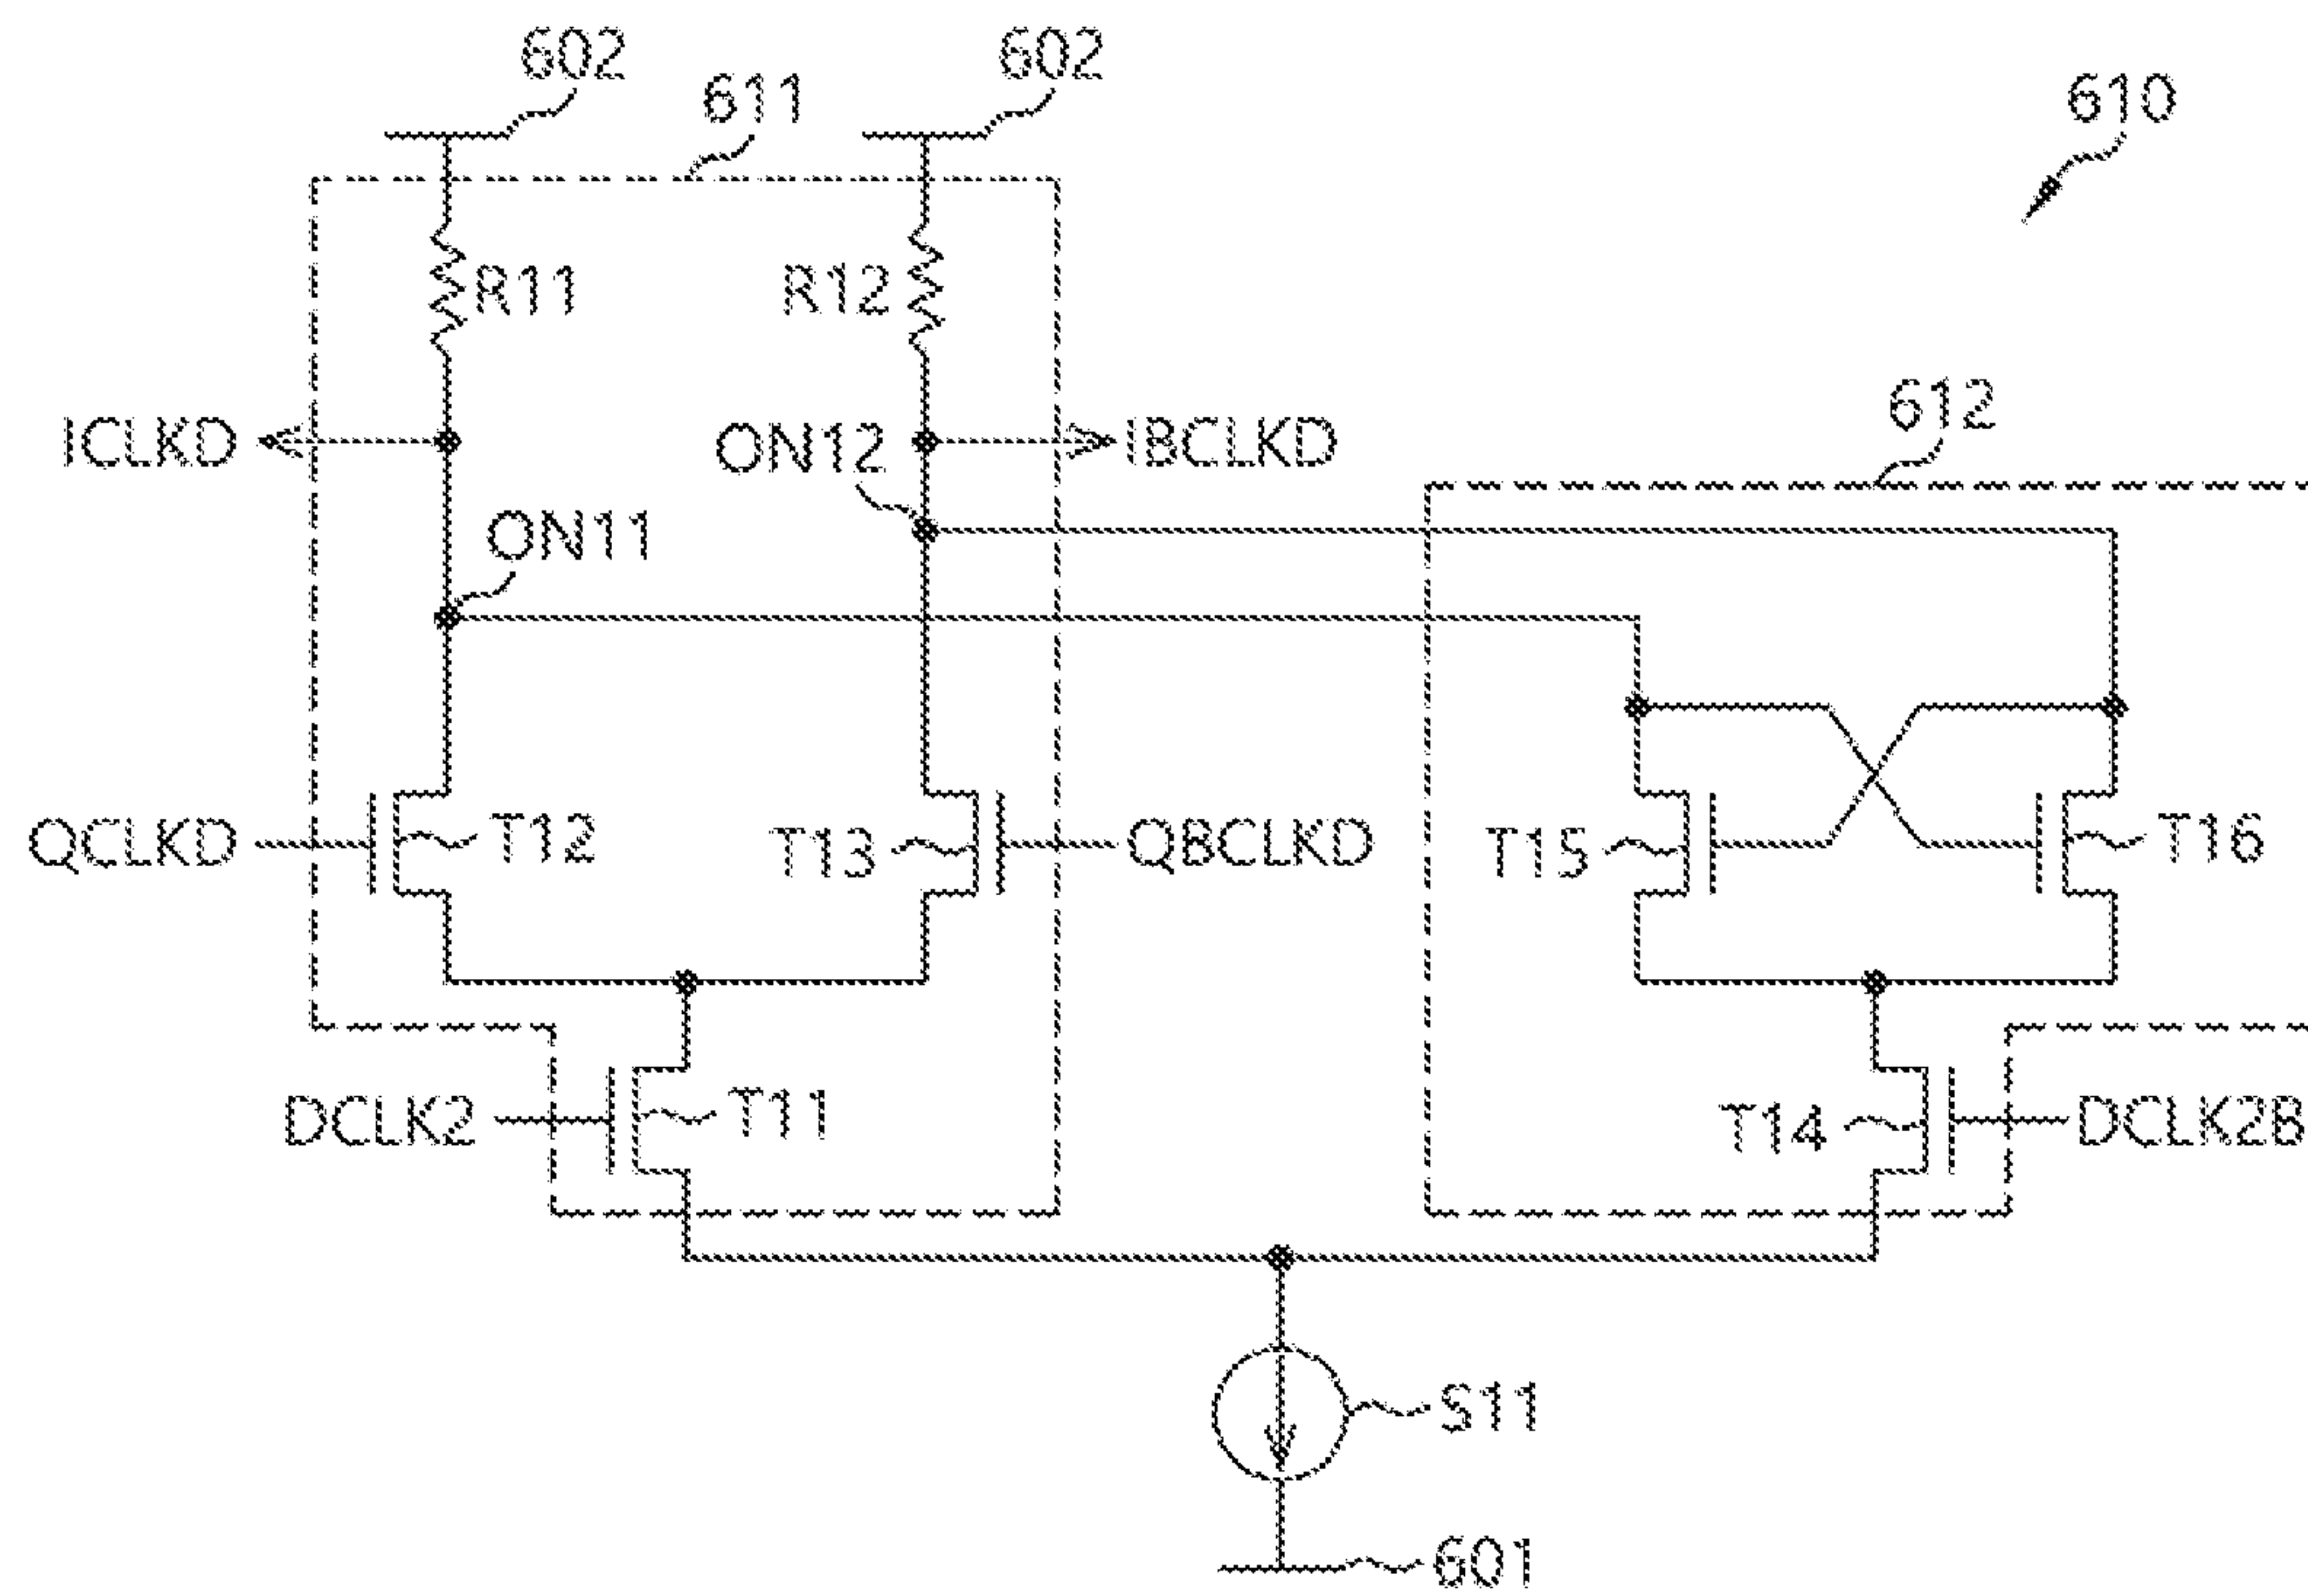 602
602
611
610
R11
R12
612
ICLKD
ON12
IBCLKD
ON11
QCLKD
T12
T13
QBCLKD
T15
T16
DCLK2
T11
T14
DCLK2B
S11
601